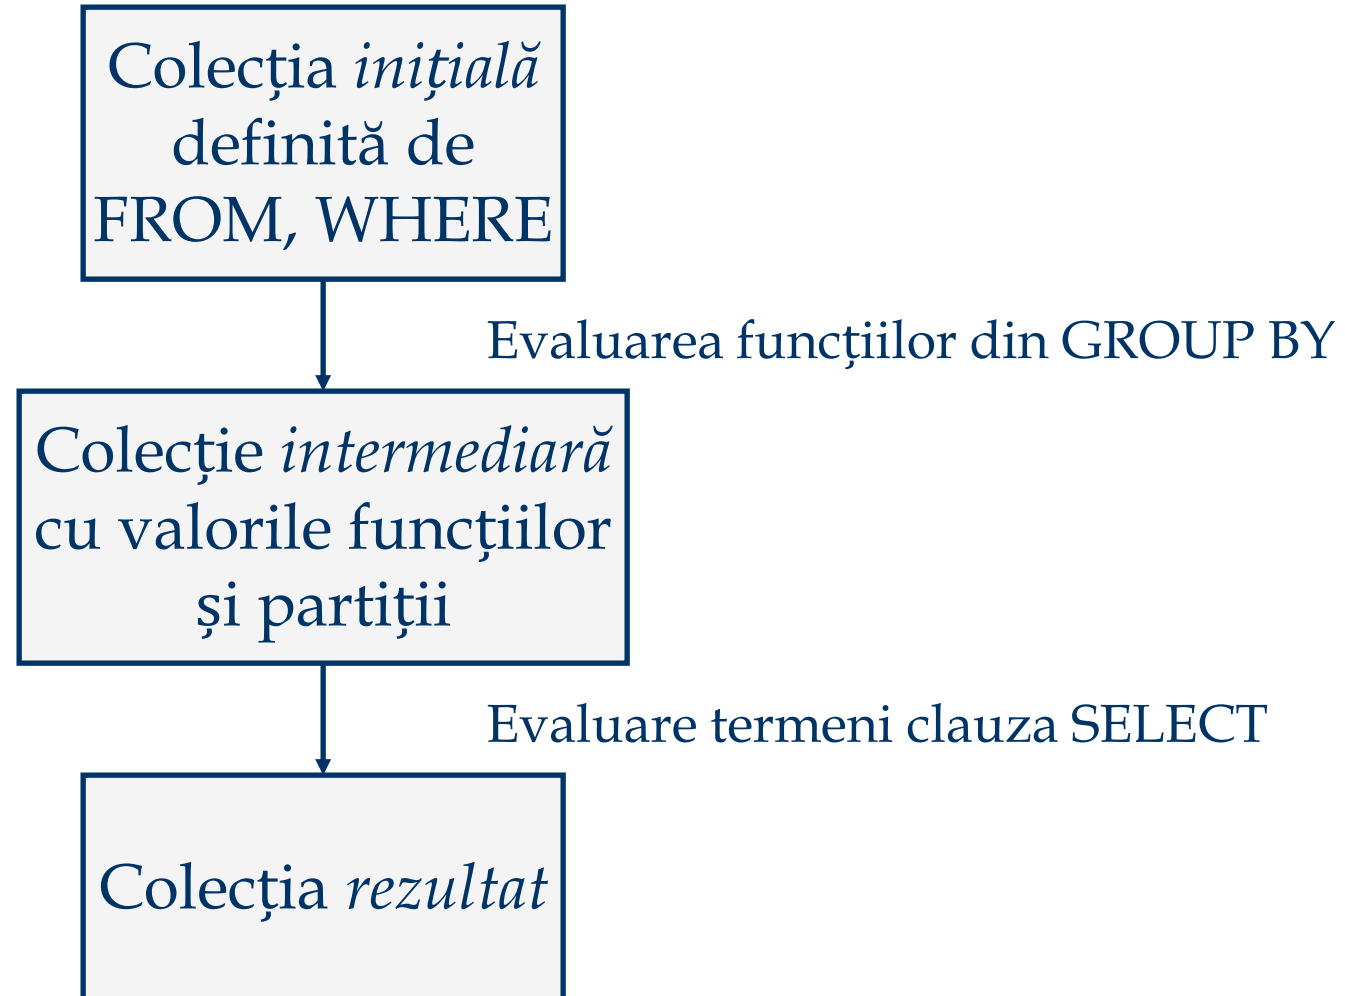 Colecția inițială
definită de
FROM, WHERE
Evaluarea funcțiilor din GROUP BY
Colecție intermediară
cu valorile funcțiilor
și partiții
Evaluare termeni clauza SELECT
Colecția rezultat